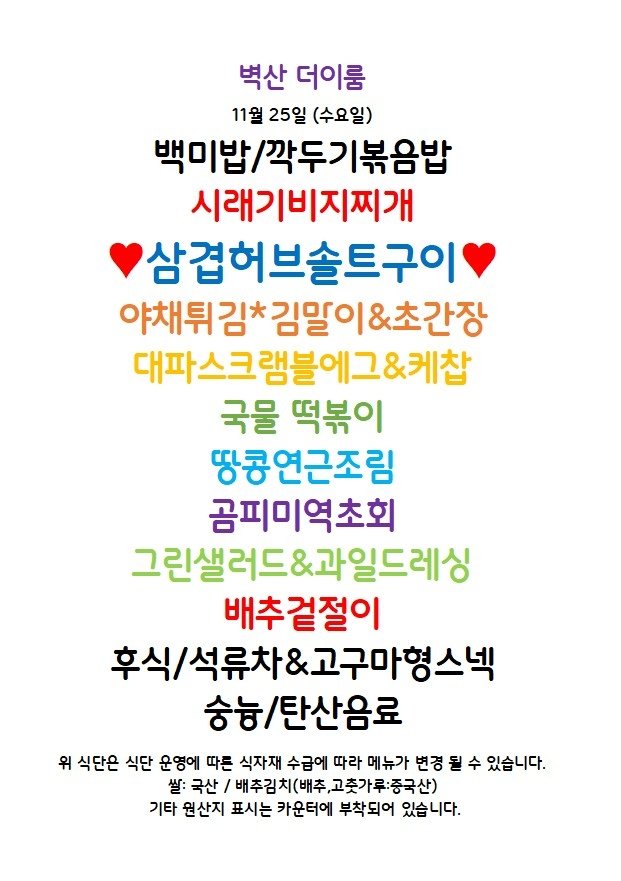 벽산 더이룸
11월 25일 (수요일)
백미밥/깍두기볶음밥
시래기비지찌개
♥삼겹허브솔트구이♥
야채튀김*김말이&초간장
대파스크램블에그&케찹
국물 떡볶이
땅콩연근조림
곰피미역초회
그린샐러드&과일드레싱
배추겉절이
후식/석류차&고구마형스넥
숭늉/탄산음료
위 식단은 식단 운영에 따른 식자재 수급에 따라 메뉴가 변경 될 수 있습니다.
쌀: 국산 / 배추김치(배추,고춧가루:중국산)
기타 원산지 표시는 카운터에 부착되어 있습니다.